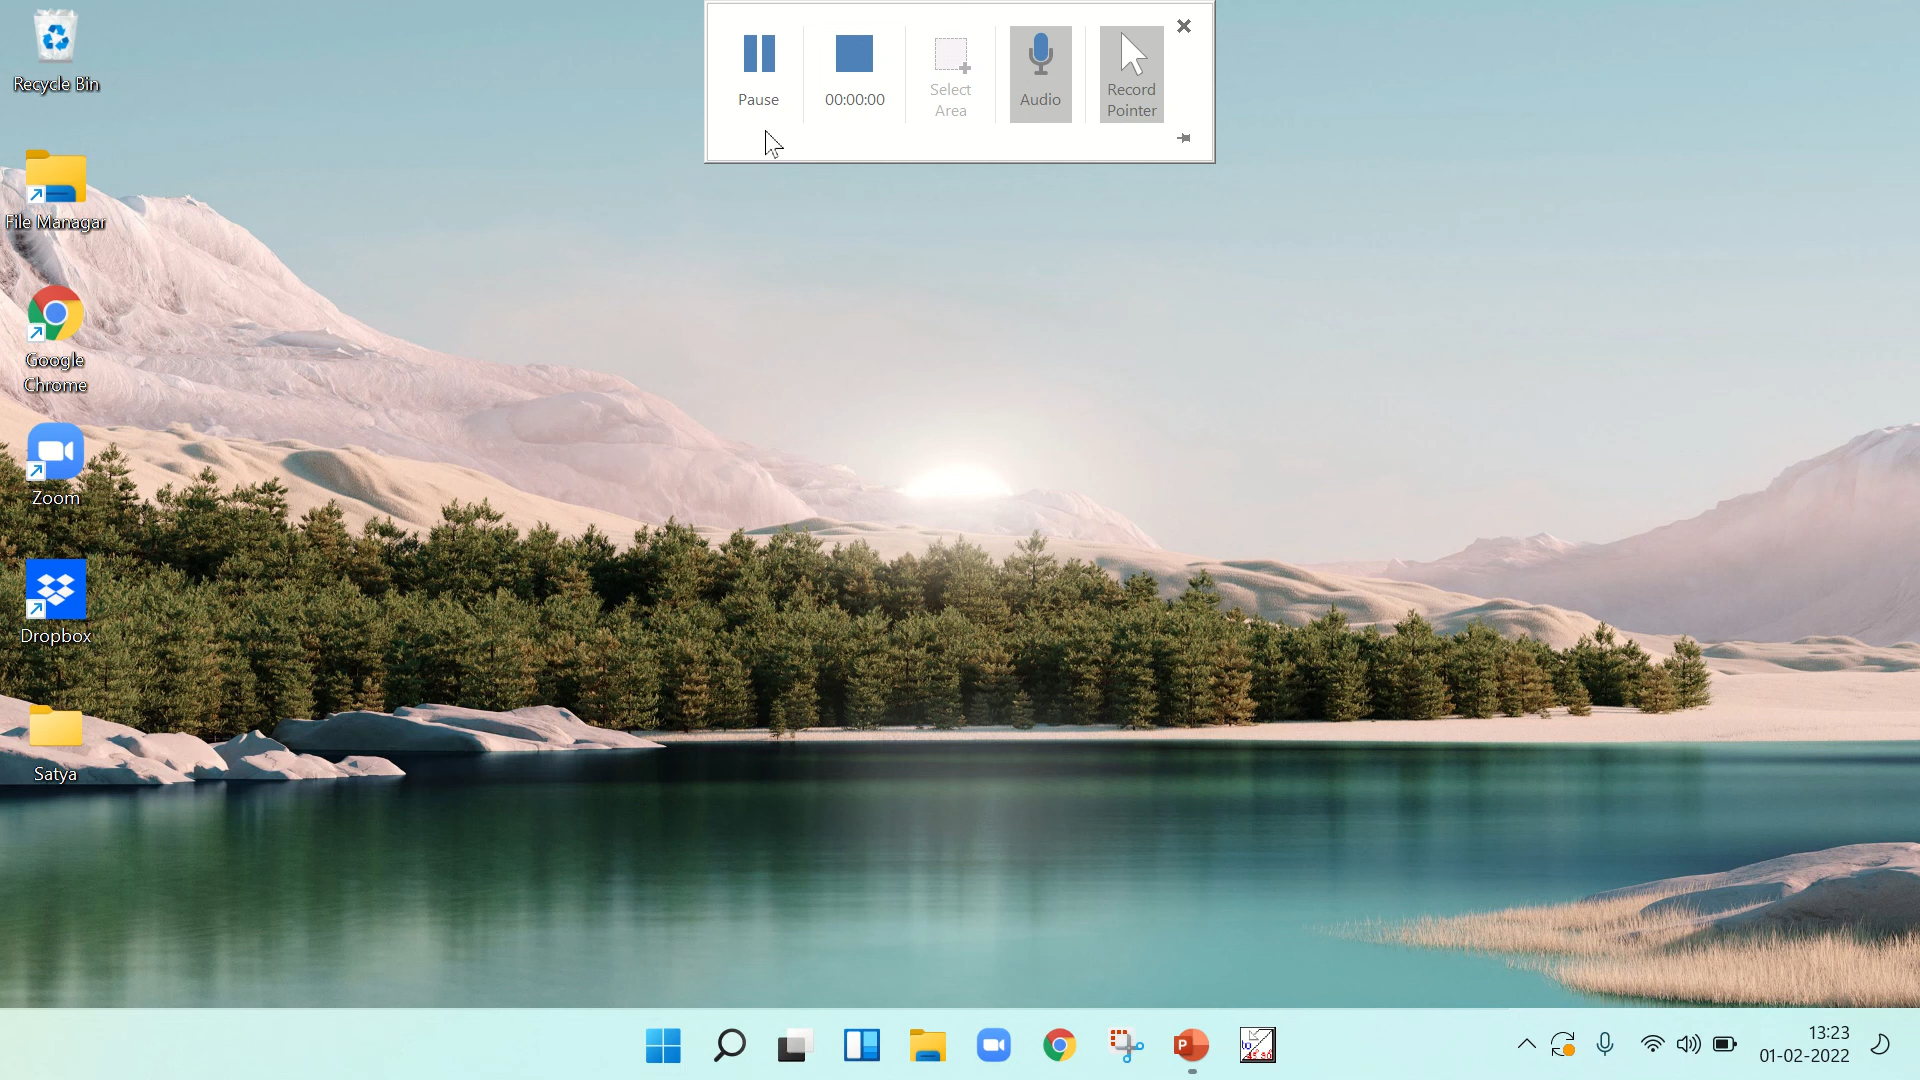 Recycle Bin
File Managar
Google
Chrome
Zoom
Dropbox
Satya
Pause
00:00:00
Select
Area
Audio
Record
Pointer
P
13:23
01-02-2022